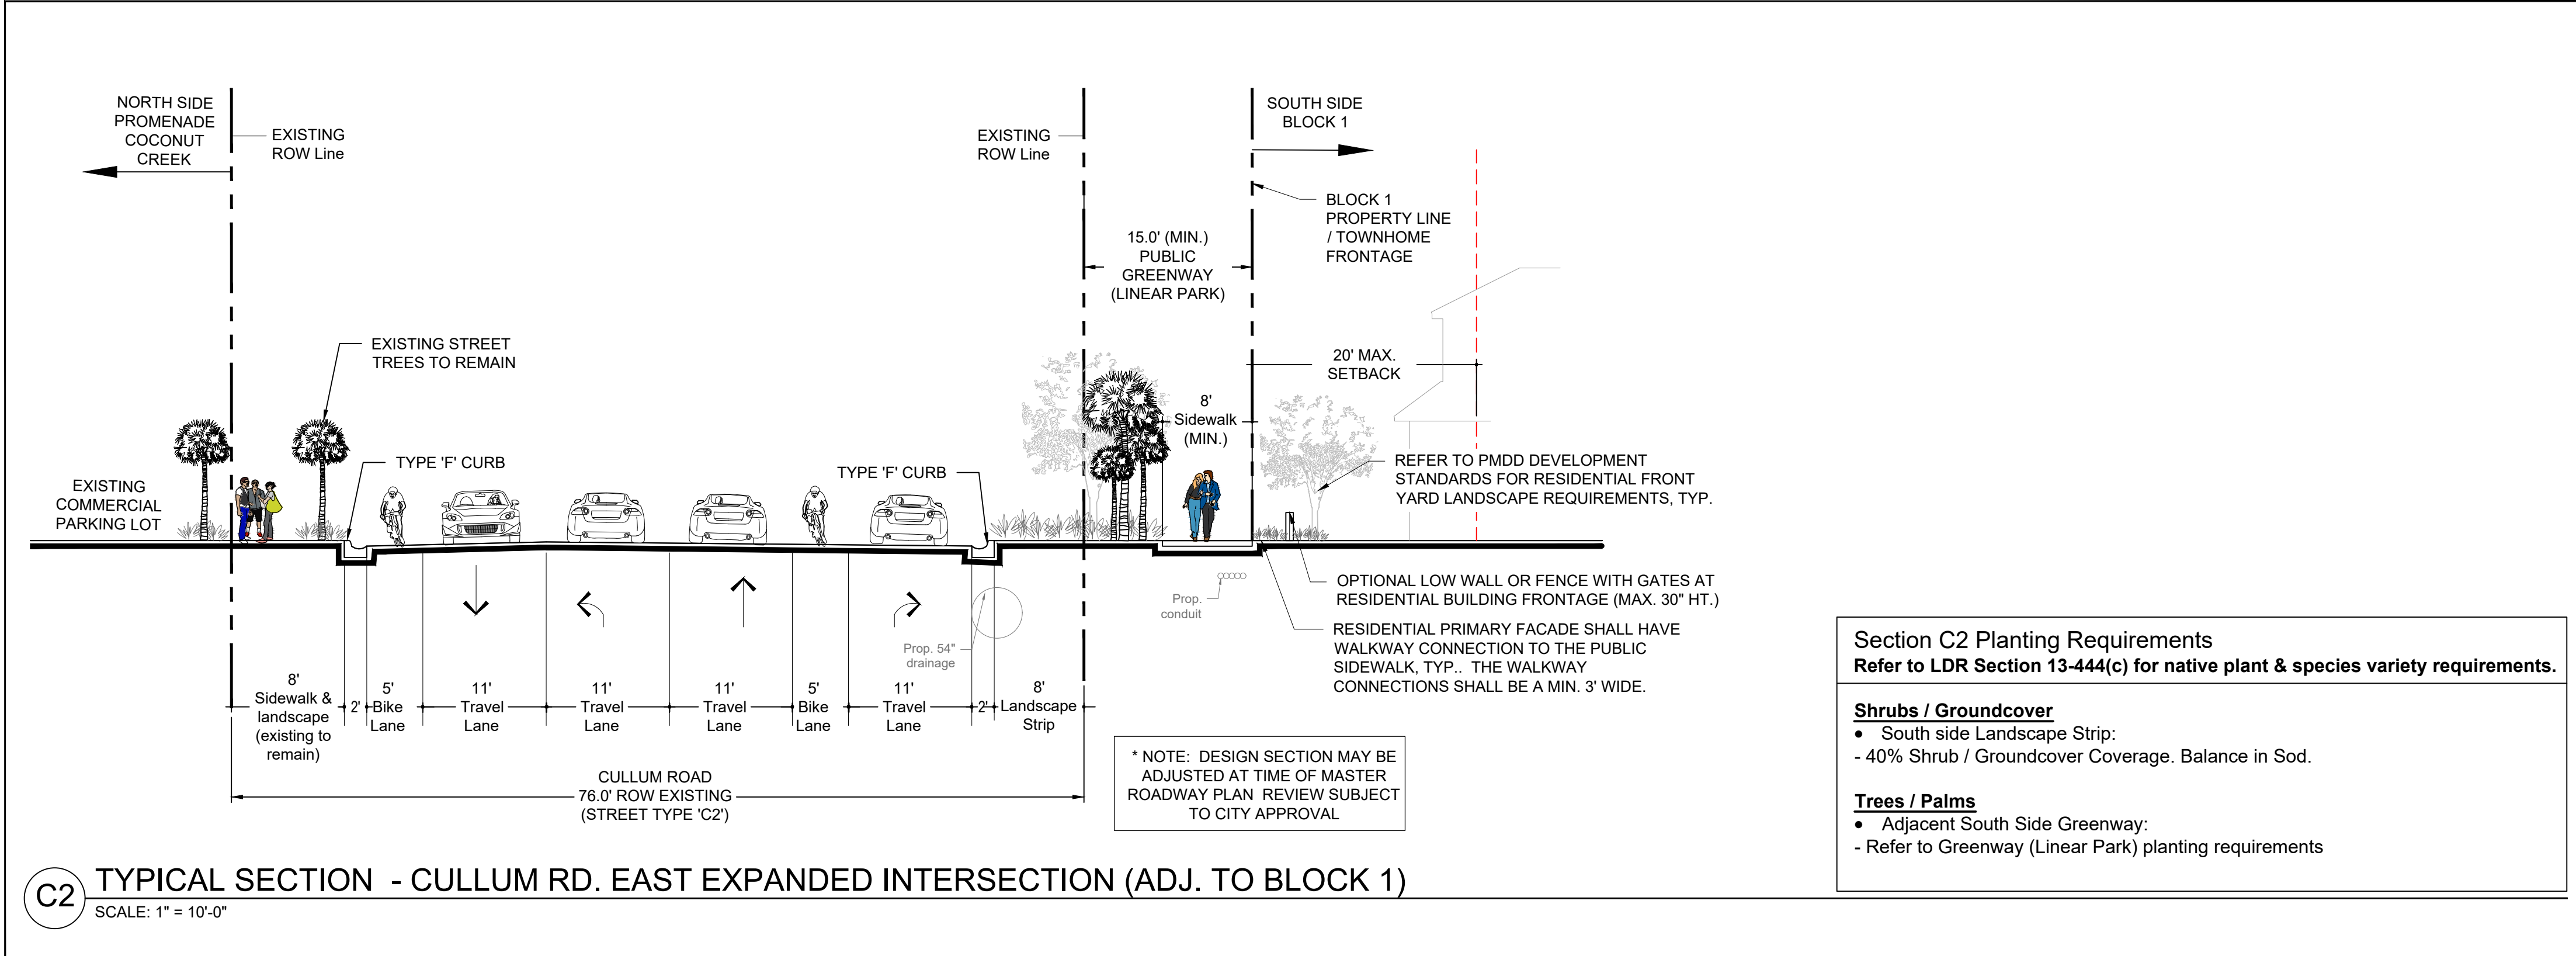 NORTH SIDE
PROMENADE
COCONUT
CREEK
EXISTING
ROW Line
EXISTING
ROW Line
SOUTH SIDE
BLOCK 1
BLOCK 1
PROPERTY LINE
/ TOWNHOME
FRONTAGE
15.0' (MIN.)
PUBLIC
GREENWAY
(LINEAR PARK)
EXISTING STREET
TREES TO REMAIN
20' MAX.
SETBACK
8'
Sidewalk
(MIN.)
TYPE 'F' CURB
TYPE 'F' CURB
EXISTING
COMMERCIAL
PARKING LOT
REFER TO PMDD DEVELOPMENT
STANDARDS FOR RESIDENTIAL FRONT
YARD LANDSCAPE REQUIREMENTS, TYP.
OPTIONAL LOW WALL OR FENCE WITH GATES AT
RESIDENTIAL BUILDING FRONTAGE (MAX. 30" HT.)
Prop.
conduit
RESIDENTIAL PRIMARY FACADE SHALL HAVE
WALKWAY CONNECTION TO THE PUBLIC
SIDEWALK, TYP.. THE WALKWAY
CONNECTIONS SHALL BE A MIN. 3' WIDE.
Prop. 54"
drainage
8'
Sidewalk &
landscape
(existing to
remain)
2'
5'
Bike
Lane
11'
Travel
Lane
11'
Travel
Lane
11'
Travel
Lane
5'
Bike
Lane
11'
Travel
Lane
2'
8'
Landscape
Strip
CULLUM ROAD
76.0' ROW EXISTING
(STREET TYPE 'C2')
* NOTE: DESIGN SECTION MAY BE
ADJUSTED AT TIME OF MASTER
ROADWAY PLAN REVIEW SUBJECT
TO CITY APPROVAL
Section C2 Planting Requirements
Refer to LDR Section 13-444(c) for native plant & species variety requirements.
Shrubs / Groundcover
• South side Landscape Strip:
- 40% Shrub / Groundcover Coverage. Balance in Sod.
Trees / Palms
• Adjacent South Side Greenway:
- Refer to Greenway (Linear Park) planting requirements
C2
TYPICAL SECTION - CULLUM RD. EAST EXPANDED INTERSECTION (ADJ. TO BLOCK 1)
SCALE: 1" = 10'-0"